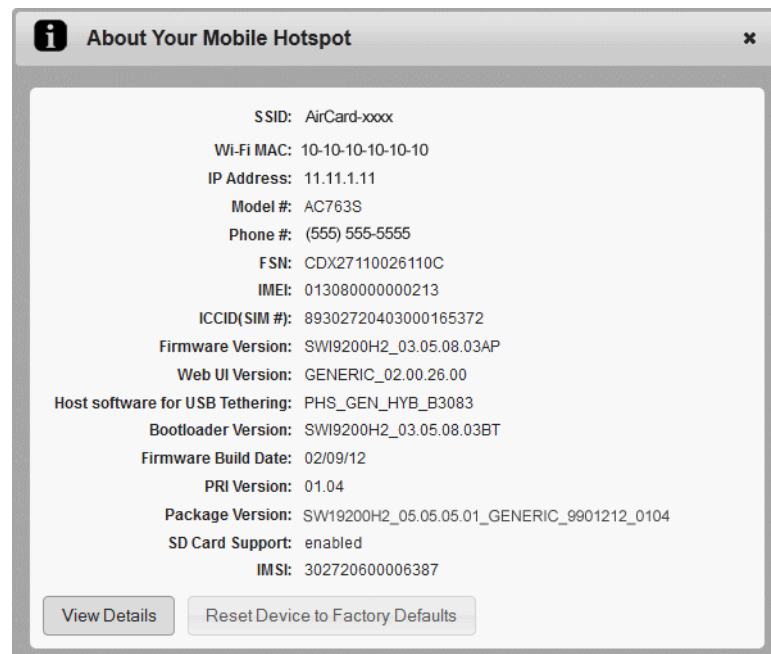 About Your Mobile Hotspot
SSID: AirCard-xxxx
Wi-Fi MAC: 10-10-10-10-10-10
IP Address: 11.11.1.11
Model #: AC763S
Phone #: (555) 555-5555
FSN: CDX27110026110C
IMEI: 013080000000213
ICCID(SIM #): 89302720403000165372
Firmware Version: SWI9200H2_03.05.08.03AP
Web UI Version: GENERIC_02.00.26.00
Host software for USB Tethering: PHS_GEN_HYB_B3083
Bootloader Version: SWI9200H2_03.05.08.03BT
Firmware Build Date: 02/09/12
PRI Version: 01.04
Package Version: SW19200H2_05.05.05.01_GENERIC_9901212_0104
SD Card Support: enabled
IMSI: 302720600006387
View Details Reset Device to Factory Defaults